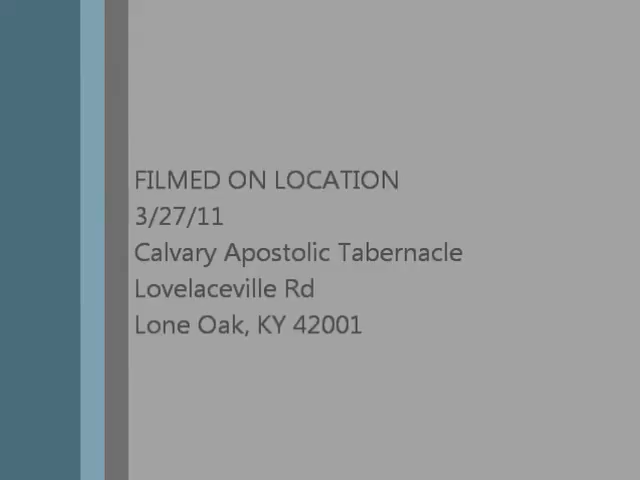 FILMED ON LOCATION
3/27/11
Calvary Apostolic Tabernacle
Lovelaceville Rd
Lone Oak, KY 42001